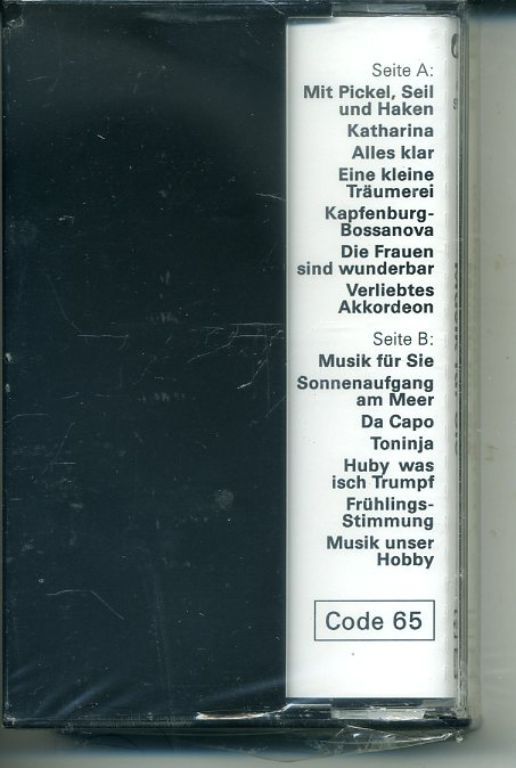 Seite A:
Mit Pickel, Seil
und Haken
Katharina
Alles klar
Eine kleine
Träumerei
Kapfenburg-
Bossanova
Die Frauen
sind wunderbar
Verliebtes
Akkordeon
Seite B:
Musik für Sie
Sonnenaufgang
am Meer
Da Capo
Toninja
Huby was
isch Trumpf
Frühlings-
Stimmung
Musik unser
Hobby
Code 65